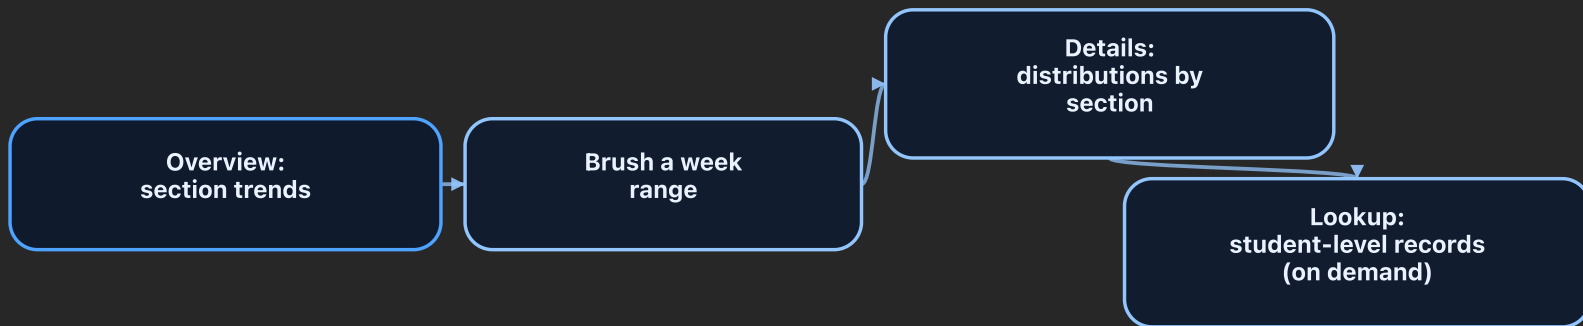 Overview:
section trends
Brush a week
range
Details:
distributions by
section
Lookup:
student-level records
(on demand)